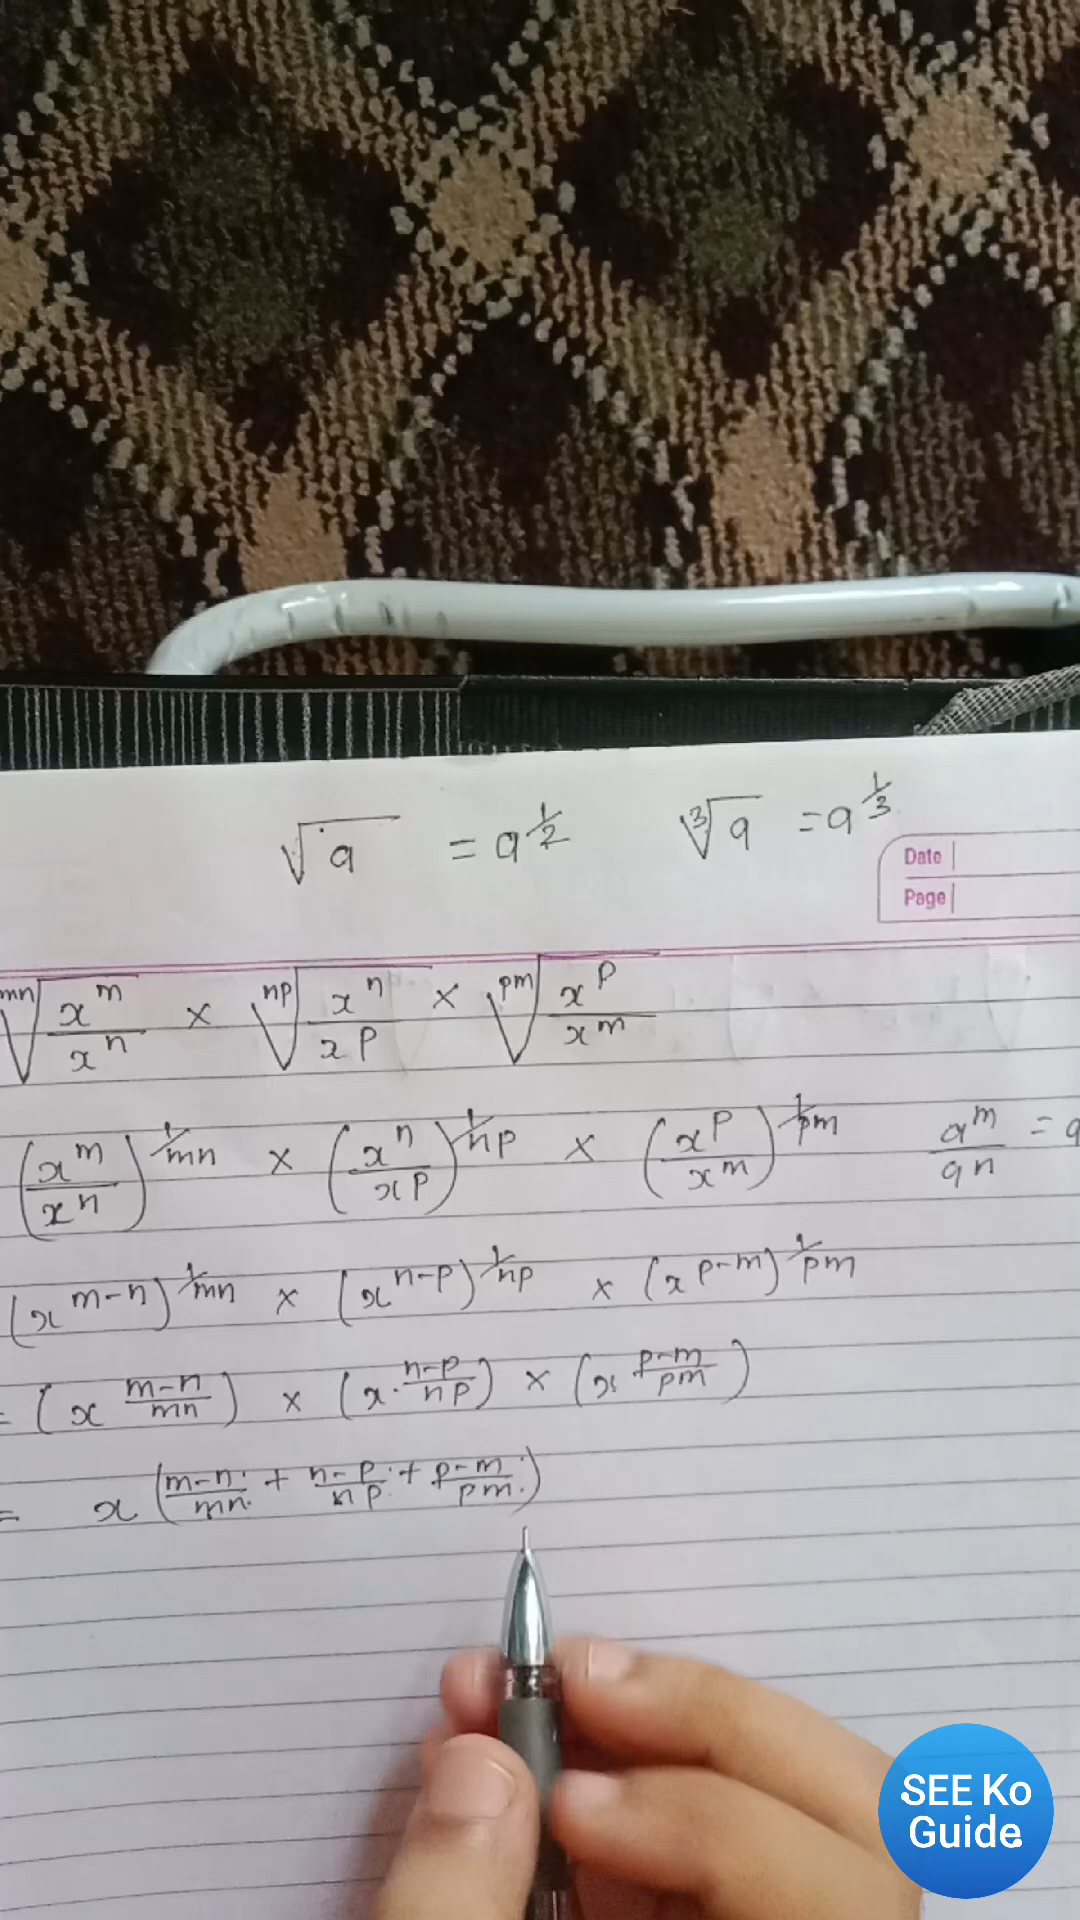 √a = a^1/2 ∛a = a^1/3
Date
Page
mn√(x^m/x^n) × np√(x^n/x^p) × pm√(x^p/x^m)
(x^m/x^n)^1/mn × (x^n/x^p)^1/np × (x^p/x^m)^1/pm a^m/a^n = a
(x^m-n)^1/mn × (x^n-p)^1/np × (x^p-m)^1/pm
= (x^(m-n)/mn) × (x^(n-p)/np) × (x^(p-m)/pm)
= x^((m-n)/mn + (n-p)/np + (p-m)/pm)
SEE Ko
Guide